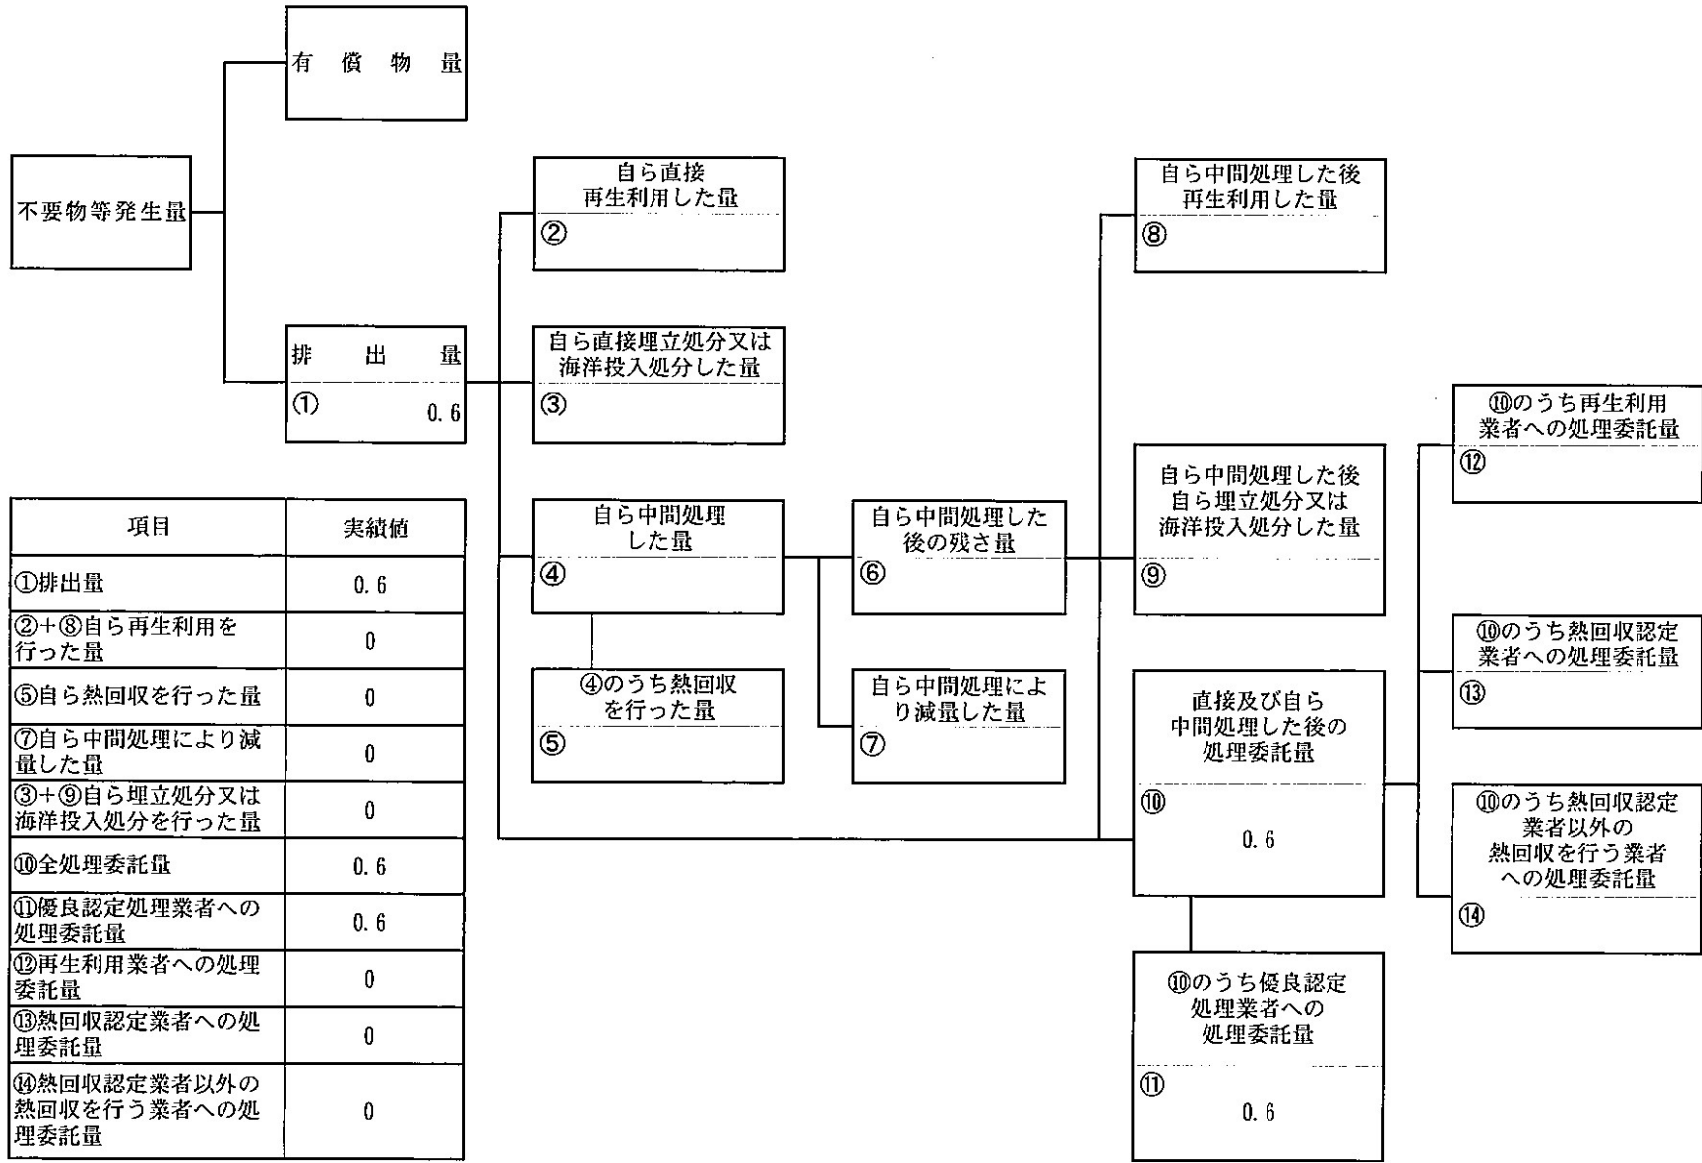 有償物量
不要物等発生量
排出量
①
0.6
自ら直接
再生利用した量
②
自ら直接埋立処分又は
海洋投入処分した量
③
自ら中間処理
した量
④
④のうち熱回収
を行った量
⑤
自ら中間処理した
後の残さ量
⑥
自ら中間処理によ
り減量した量
⑦
自ら中間処理した後
再生利用した量
⑧
自ら中間処理した後
自ら埋立処分又は
海洋投入処分した量
⑨
直接及び自ら
中間処理した後の
処理委託量
⑩
0.6
⑩のうち優良認定
処理業者への
処理委託量
⑪
0.6
⑩のうち再生利用
業者への処理委託量
⑫
⑩のうち熱回収認定
業者への処理委託量
⑬
⑩のうち熱回収認定
業者以外の
熱回収を行う業者
への処理委託量
⑭
項目 実績値
①排出量 0.6
②+⑧自ら再生利用を
行った量 0
⑤自ら熱回収を行った量 0
⑦自ら中間処理により減
量した量 0
③+⑨自ら埋立処分又は
海洋投入処分を行った量 0
⑩全処理委託量 0.6
⑪優良認定処理業者への
処理委託量 0.6
⑫再生利用業者への処理
委託量 0
⑬熱回収認定業者への処
理委託量 0
⑭熱回収認定業者以外の
熱回収を行う業者への処
理委託量 0